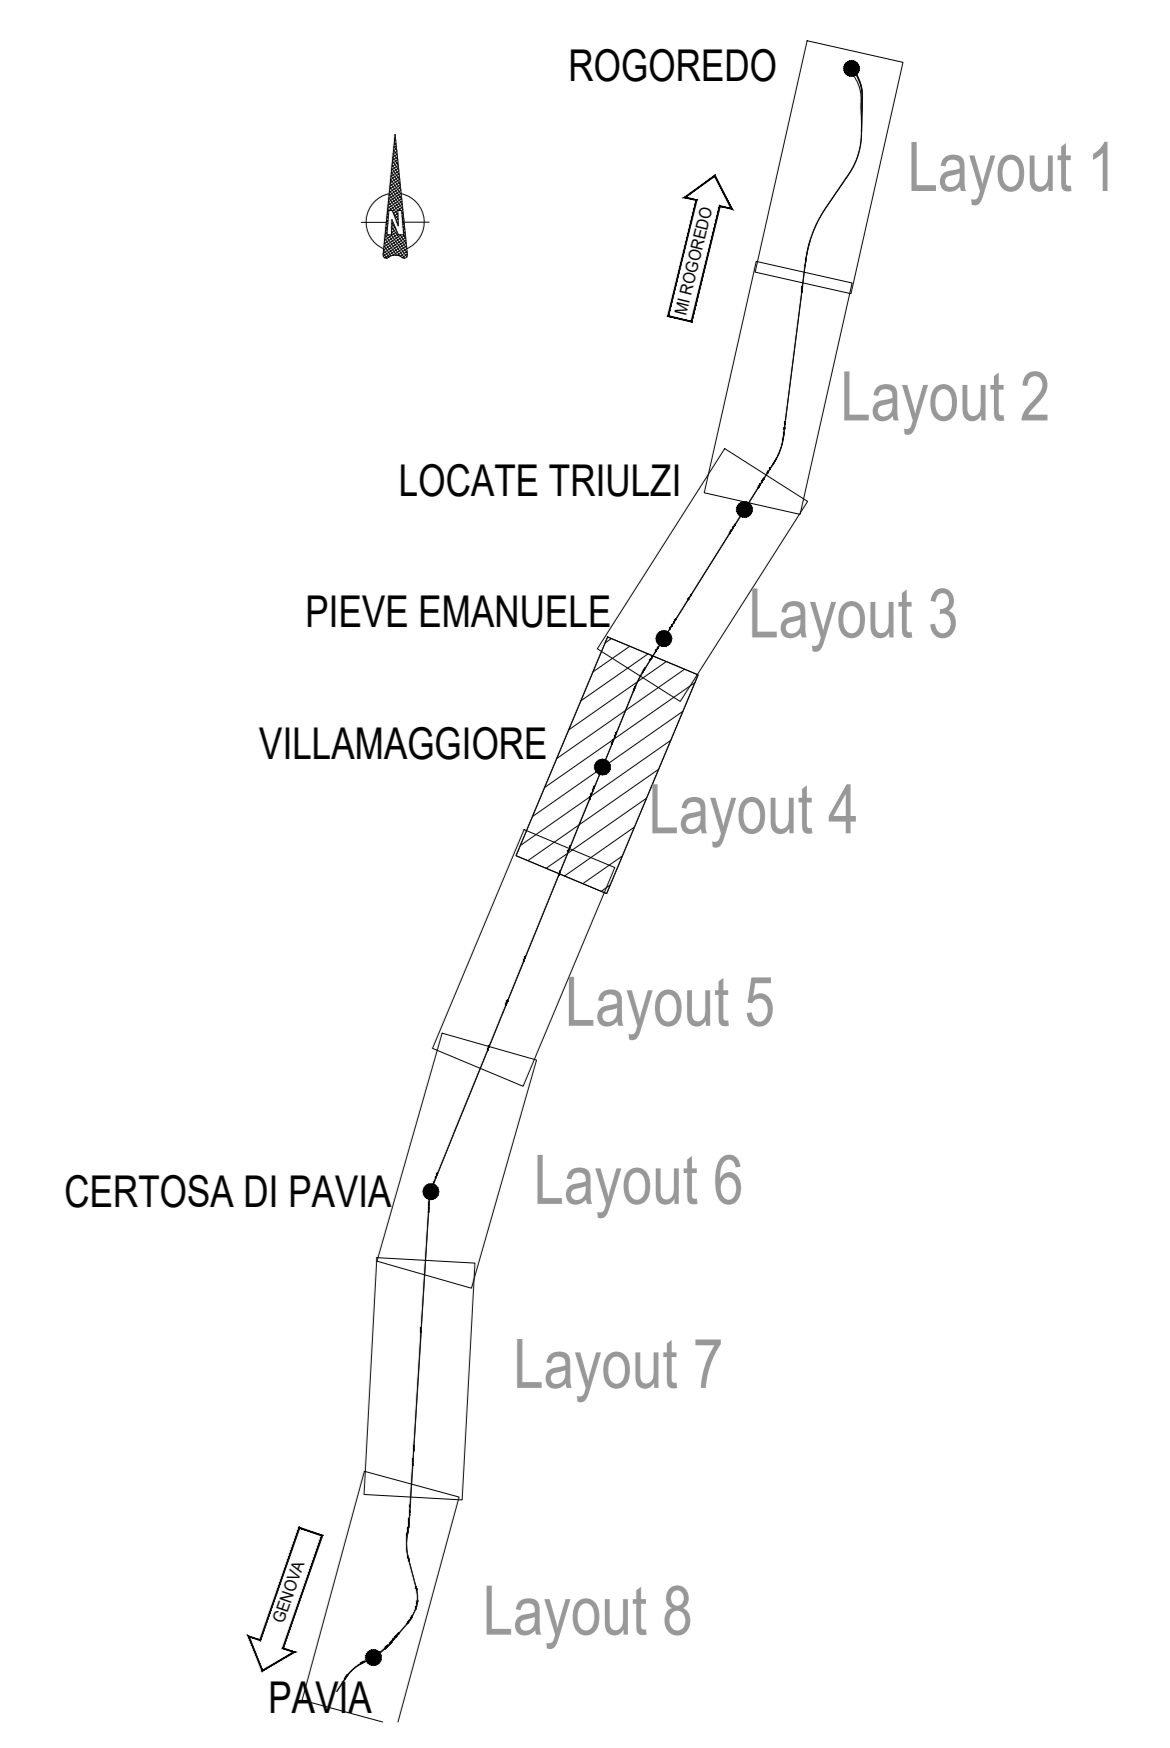 ROGOREDO
Layout 1
N
MI ROGOREDO
Layout 2
LOCATE TRIULZI
PIEVE EMANUELE
Layout 3
VILLAMAGGIORE
Layout 4
Layout 5
CERTOSA DI PAVIA
Layout 6
Layout 7
GENOVA
Layout 8
PAVIA